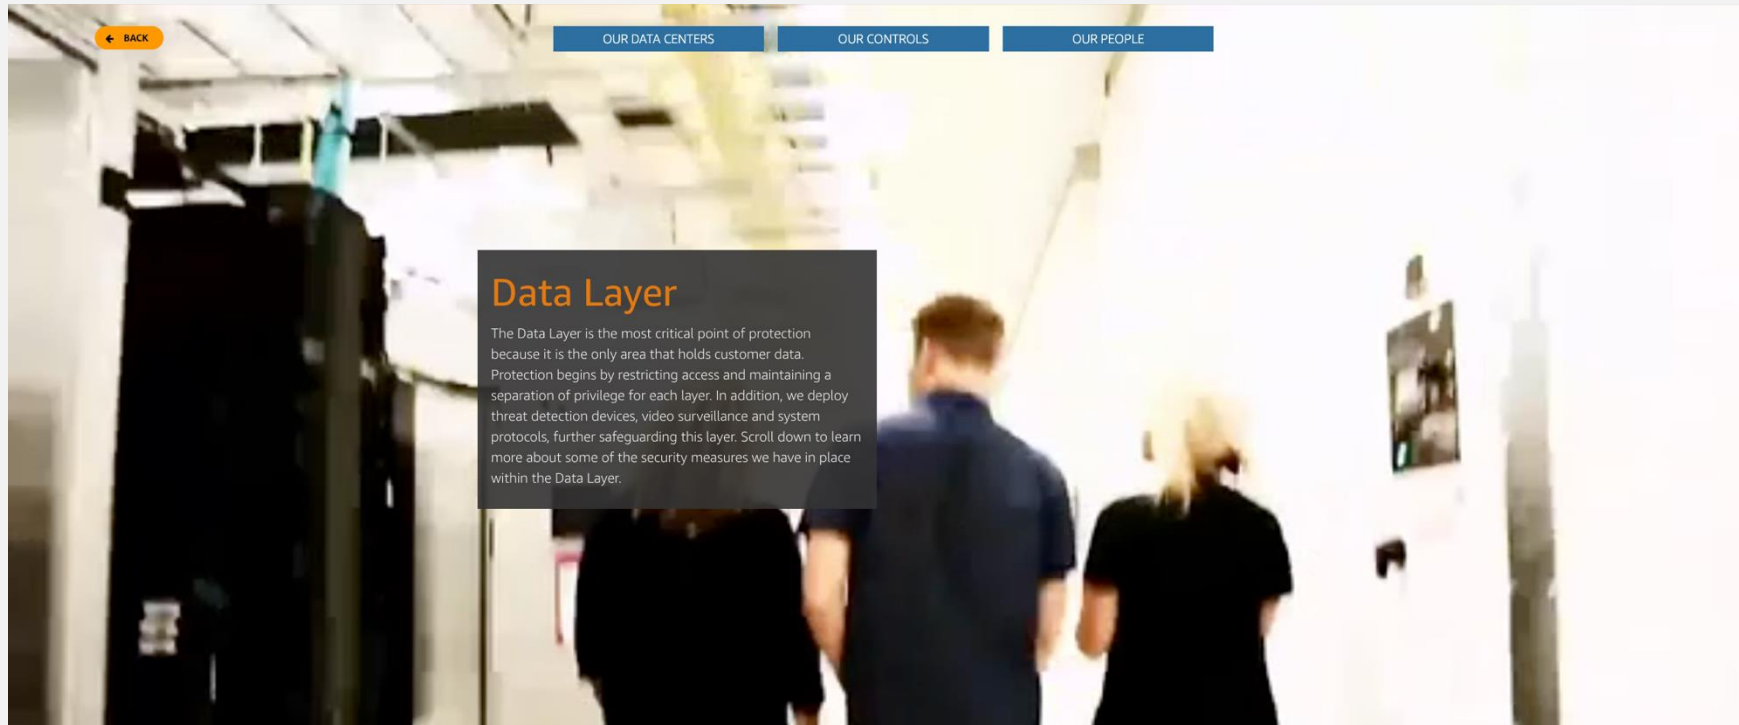 BACK
OUR DATA CENTERS
OUR CONTROLS
OUR PEOPLE
Data Layer
The Data Layer is the most critical point of protection
because it is the only area that holds customer data.
Protection begins by restricting access and maintaining a
separation of privilege for each layer. In addition, we deploy
threat detection devices, video surveillance and system
protocols, further safeguarding this layer. Scroll down to learn
more about some of the security measures we have in place
within the Data Layer.